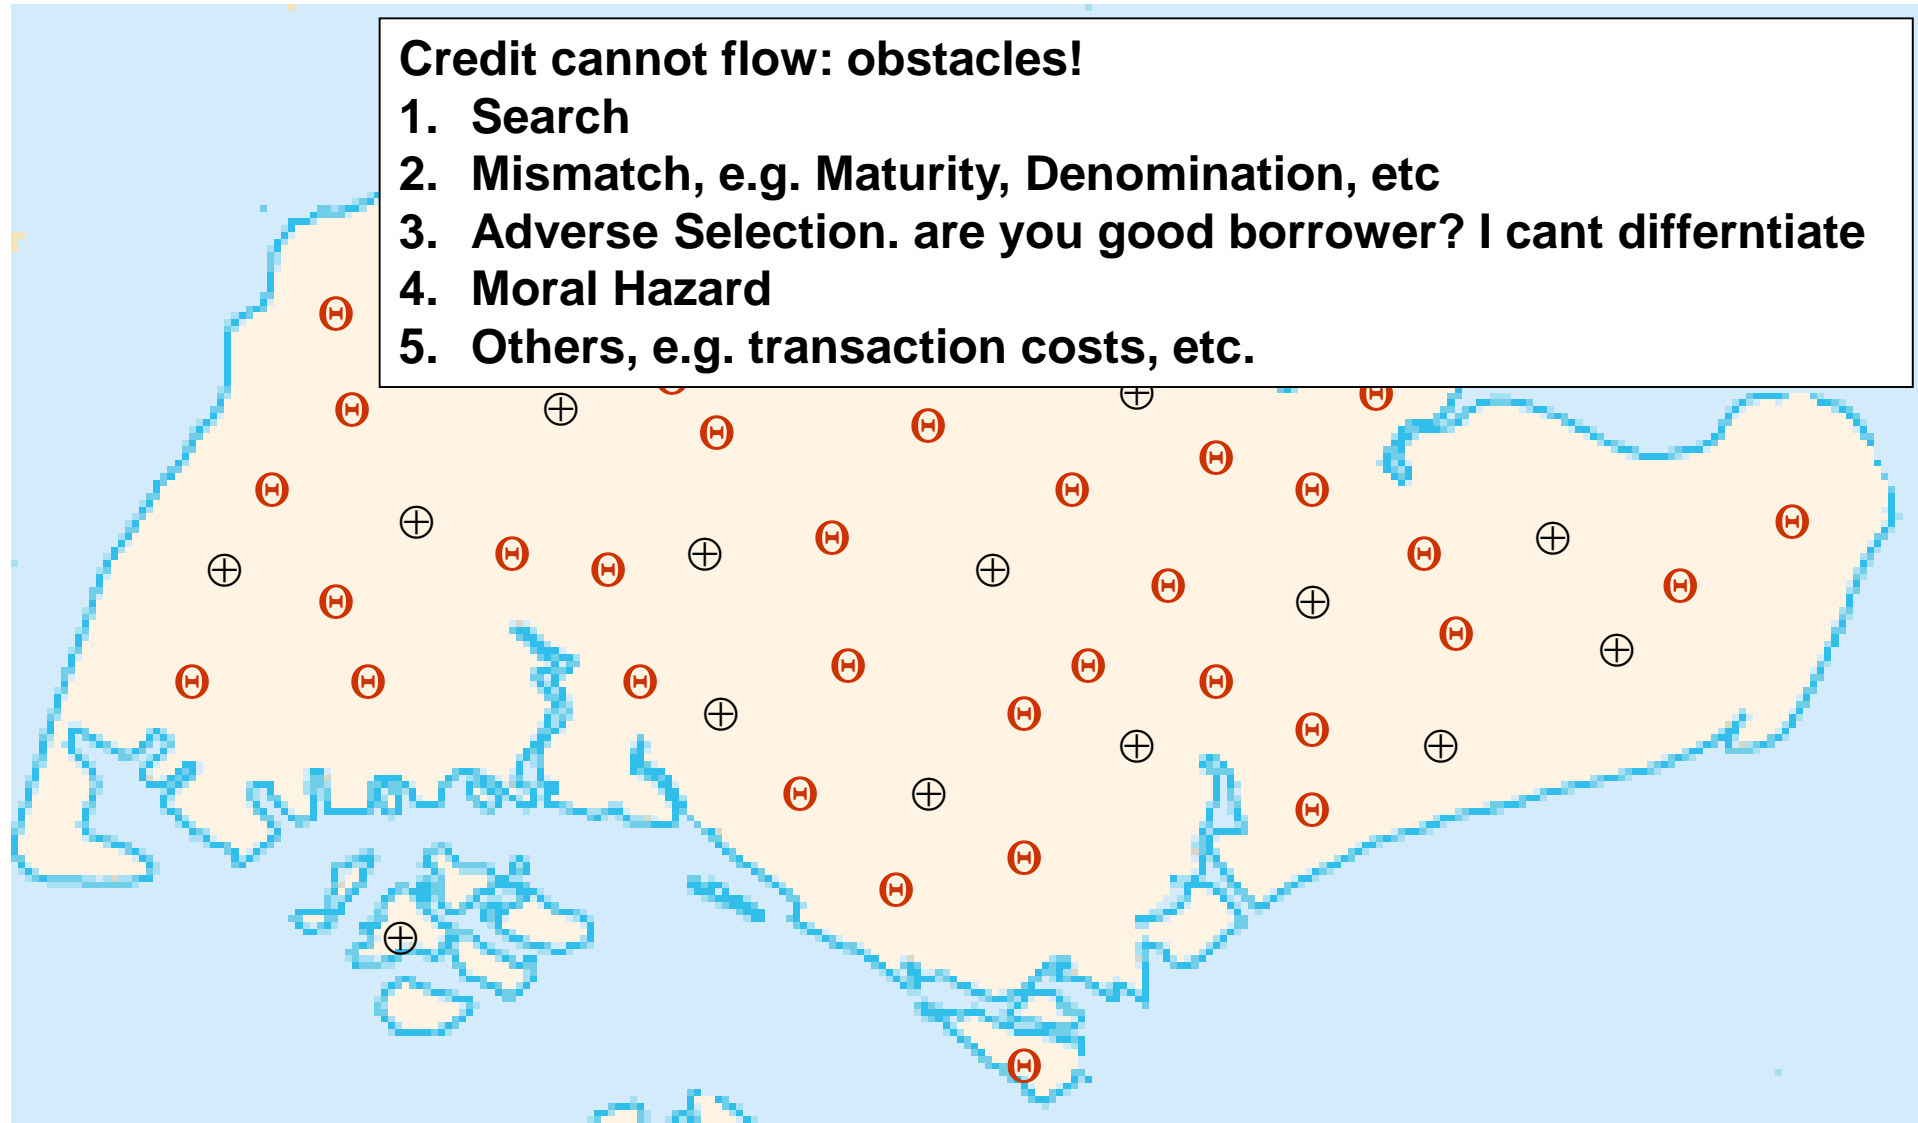 Credit cannot flow: obstacles!
1. Search
2. Mismatch, e.g. Maturity, Denomination, etc
3. Adverse Selection. are you good borrower? I cant differntiate
4. Moral Hazard
5. Others, e.g. transaction costs, etc.